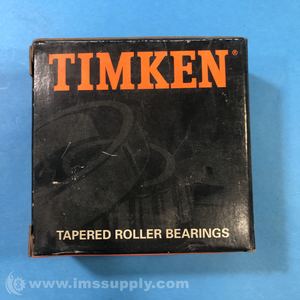 TIMKEN®
TAPERED ROLLER BEARINGS
© www.imssupply.com